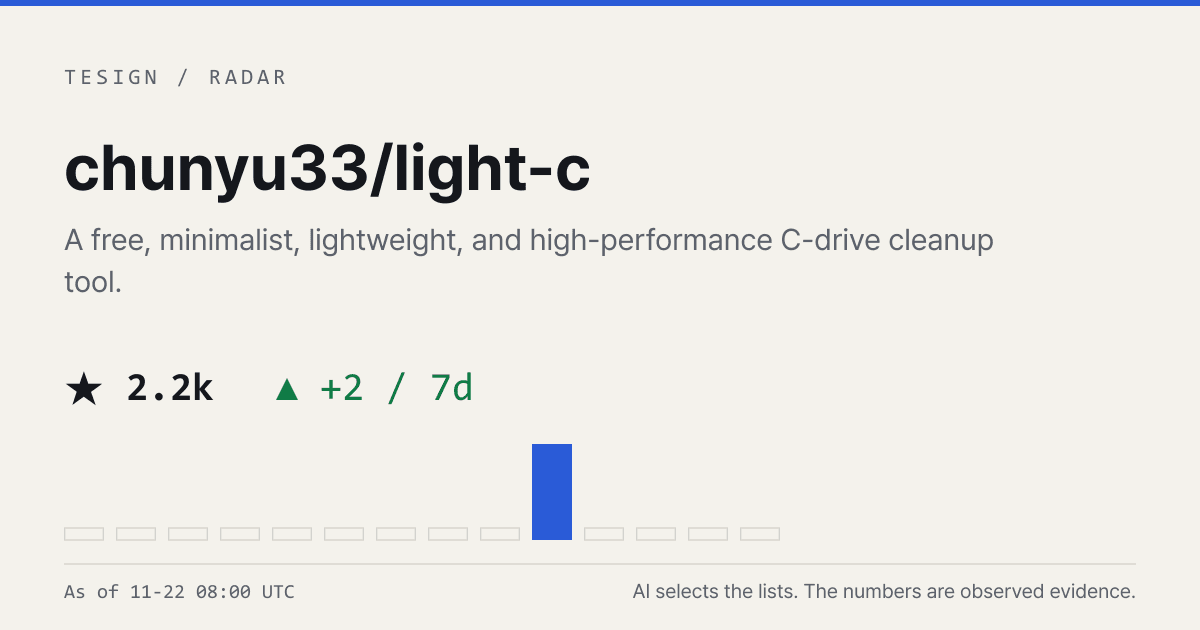 TESIGN / RADAR
chunyu33/light-c
A free, minimalist, lightweight, and high-performance C-drive cleanup
tool.
★ 2.2k ▲ +2 / 7d
As of 11-22 08:00 UTC
AI selects the lists. The numbers are observed evidence.